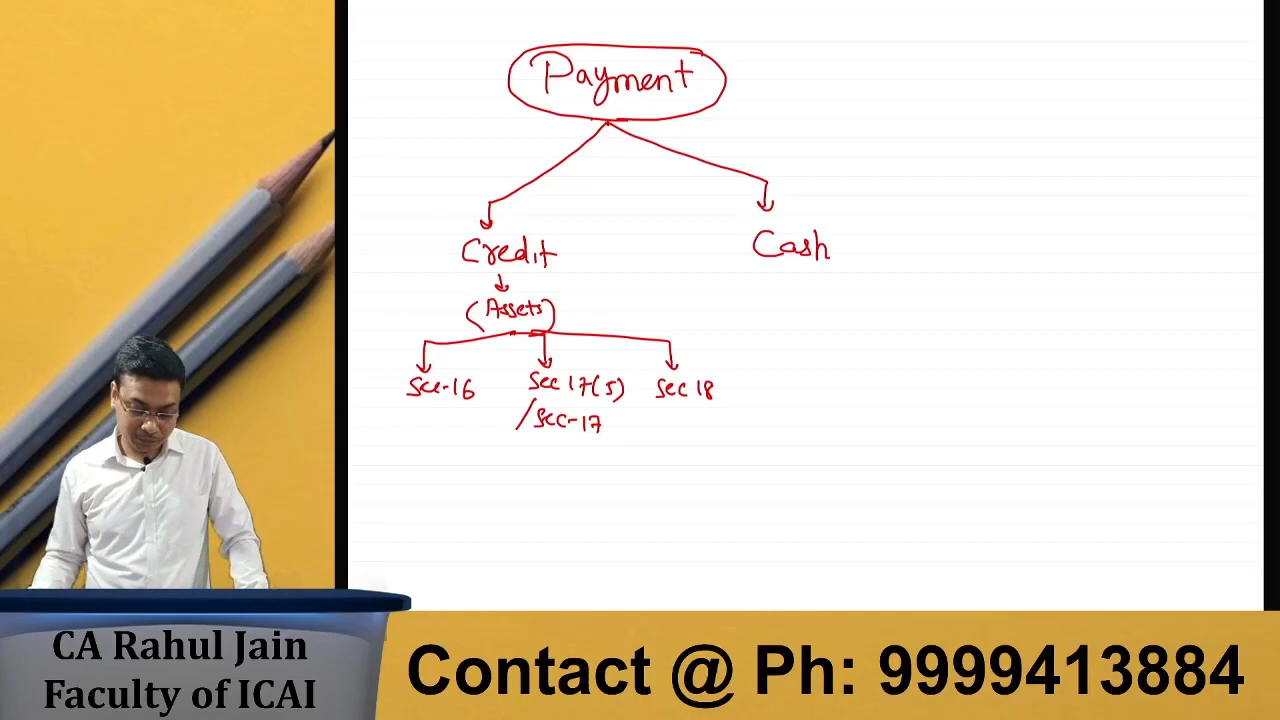 Payment
Credit
Cash
(Assets)
Sec-16
Sec 17(5)
Sec 18
/Sec-17
CA Rahul Jain
Faculty of ICAI
Contact @ Ph: 9999413884